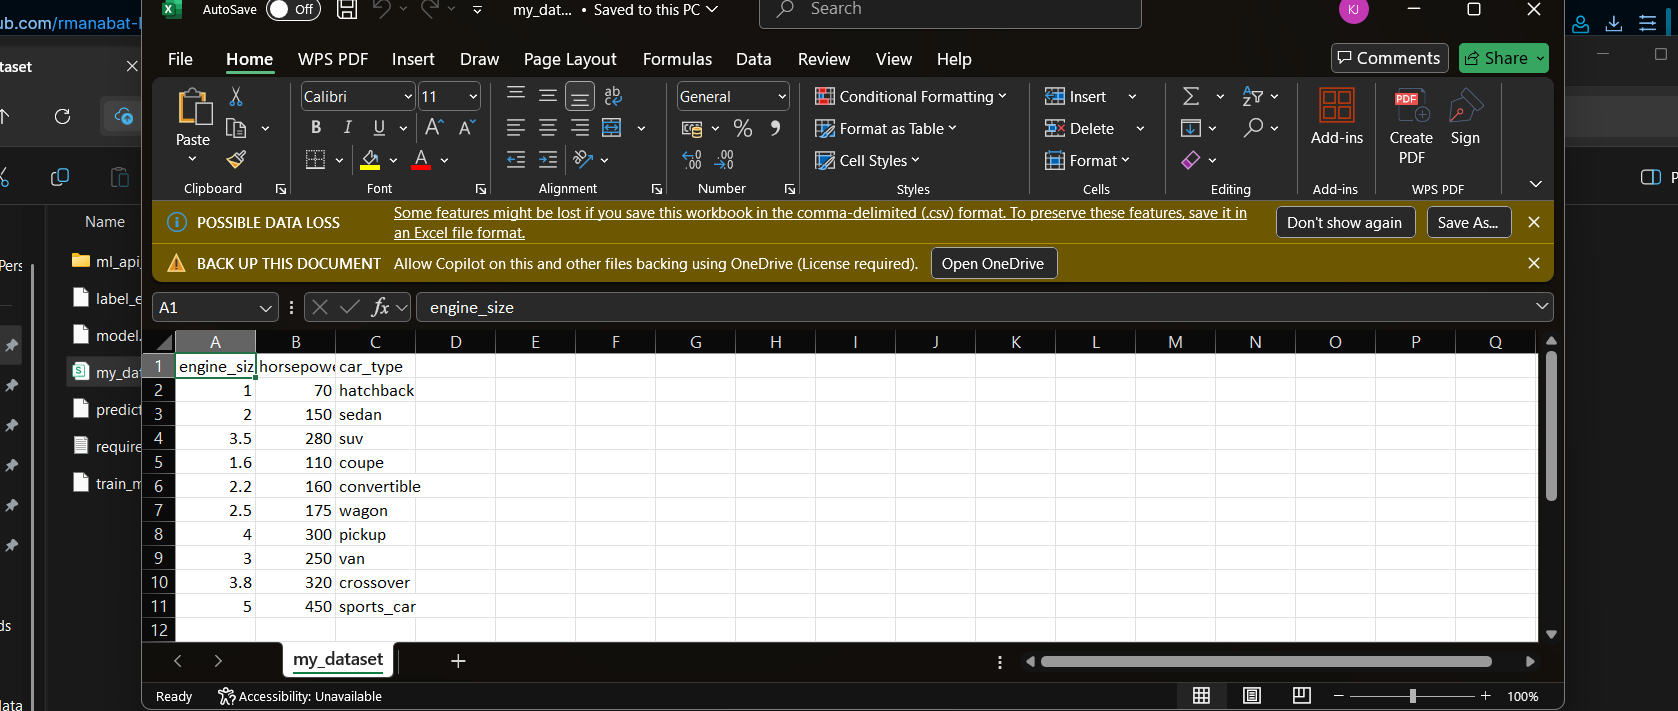 ub.com/rmanabat-
taset
Name
Pers
ml_api
label_e
model.
my_dat
predict
require
train_m
ds
data
AutoSave Off my_dat... • Saved to this PC Search KJ
File Home WPS PDF Insert Draw Page Layout Formulas Data Review View Help Comments Share
Paste
Clipboard
Calibri 11
B I U A A
A
Font
ab
Alignment
General
% 9
.00 .00
Number
Conditional Formatting
Format as Table
Cell Styles
Styles
Insert
Delete
Format
Cells
Editing
Add-ins
Add-ins
PDF
Create PDF
Sign
WPS PDF
POSSIBLE DATA LOSS Some features might be lost if you save this workbook in the comma-delimited (.csv) format. To preserve these features, save it in
an Excel file format. Don't show again Save As...
BACK UP THIS DOCUMENT Allow Copilot on this and other files backing using OneDrive (License required). Open OneDrive
A1 fx engine_size
A B C D E F G H I J K L M N O P Q
1 engine_siz horsepowe car_type
2 1 70 hatchback
3 2 150 sedan
4 3.5 280 suv
5 1.6 110 coupe
6 2.2 160 convertible
7 2.5 175 wagon
8 4 300 pickup
9 3 250 van
10 3.8 320 crossover
11 5 450 sports_car
12
my_dataset
Ready Accessibility: Unavailable 100%